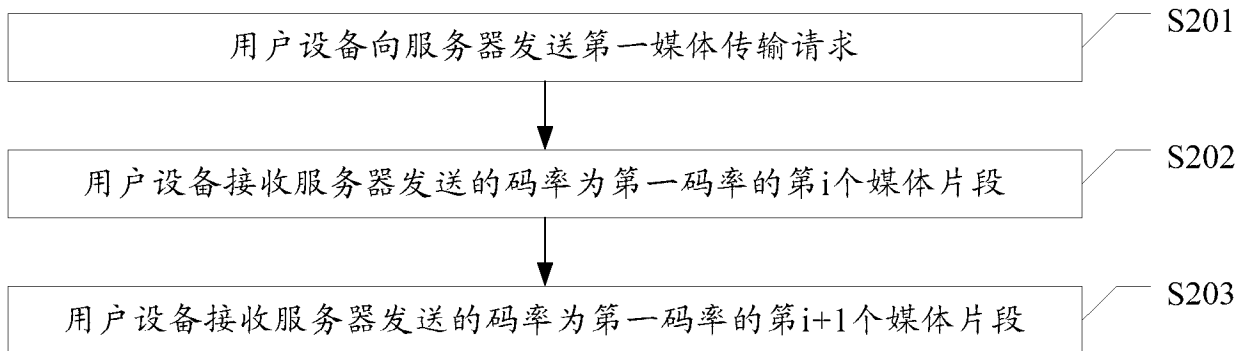 用户设备向服务器发送第一媒体传输请求
S201
用户设备接收服务器发送的码率为第一码率的第i个媒体片段
S202
用户设备接收服务器发送的码率为第一码率的第i+1个媒体片段
S203